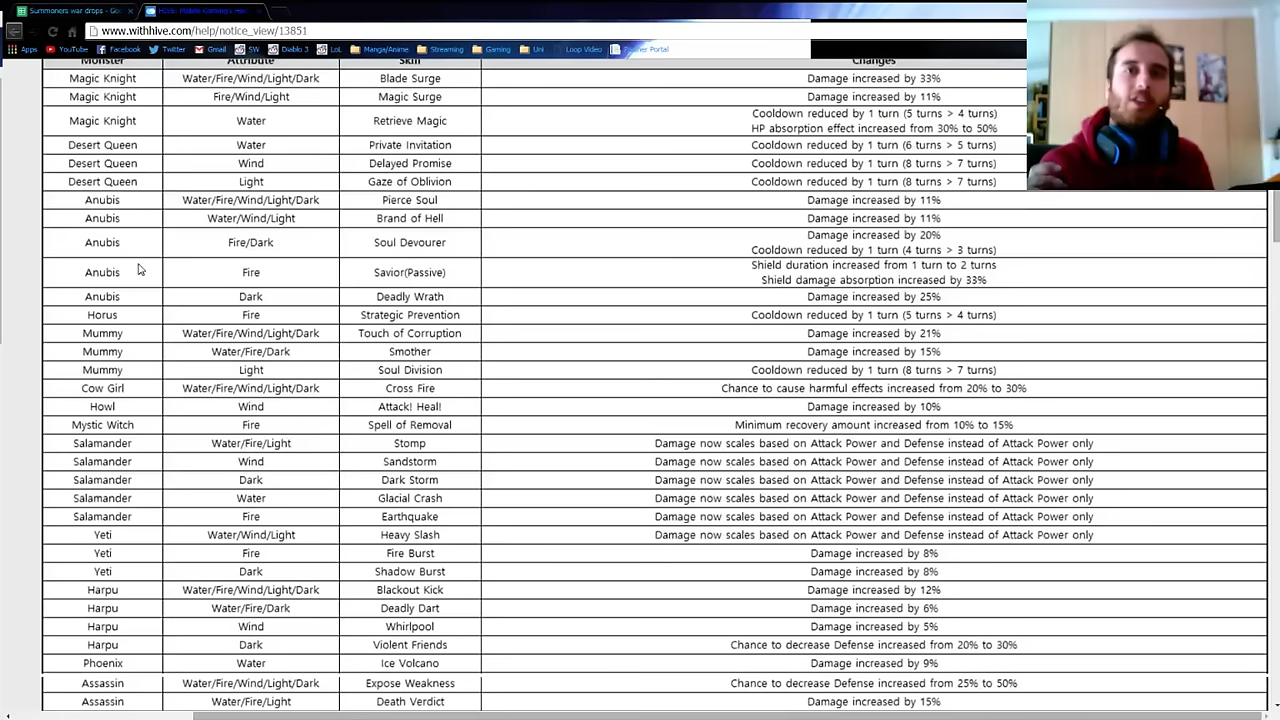 Summoners war drops - Goo
www.withhive.com/help/notice_view/13851
Apps YouTube Facebook Twitter Gmail SW Diablo 3 LoL Manga/Anime Streaming Gaming Uni Loop Video Partner Portal
Monster Attribute Skill Changes
Magic Knight Water/Fire/Wind/Light/Dark Blade Surge Damage increased by 33%
Magic Knight Fire/Wind/Light Magic Surge Damage increased by 11%
Magic Knight Water Retrieve Magic Cooldown reduced by 1 turn (5 turns > 4 turns)
HP absorption effect increased from 30% to 50%
Desert Queen Water Private Invitation Cooldown reduced by 1 turn (6 turns > 5 turns)
Desert Queen Wind Delayed Promise Cooldown reduced by 1 turn (8 turns > 7 turns)
Desert Queen Light Gaze of Oblivion Cooldown reduced by 1 turn (8 turns > 7 turns)
Anubis Water/Fire/Wind/Light/Dark Pierce Soul Damage increased by 11%
Anubis Water/Wind/Light Brand of Hell Damage increased by 11%
Anubis Fire/Dark Soul Devourer Damage increased by 20%
Cooldown reduced by 1 turn (4 turns > 3 turns)
Anubis Fire Savior(Passive) Shield duration increased from 1 turn to 2 turns
Shield damage absorption increased by 33%
Anubis Dark Deadly Wrath Damage increased by 25%
Horus Fire Strategic Prevention Cooldown reduced by 1 turn (5 turns > 4 turns)
Mummy Water/Fire/Wind/Light/Dark Touch of Corruption Damage increased by 21%
Mummy Water/Fire/Dark Smother Damage increased by 15%
Mummy Light Soul Division Cooldown reduced by 1 turn (8 turns > 7 turns)
Cow Girl Water/Fire/Wind/Light/Dark Cross Fire Chance to cause harmful effects increased from 20% to 30%
Howl Wind Attack! Heal! Damage increased by 10%
Mystic Witch Fire Spell of Removal Minimum recovery amount increased from 10% to 15%
Salamander Water/Fire/Light Stomp Damage now scales based on Attack Power and Defense instead of Attack Power only
Salamander Wind Sandstorm Damage now scales based on Attack Power and Defense instead of Attack Power only
Salamander Dark Dark Storm Damage now scales based on Attack Power and Defense instead of Attack Power only
Salamander Water Glacial Crash Damage now scales based on Attack Power and Defense instead of Attack Power only
Salamander Fire Earthquake Damage now scales based on Attack Power and Defense instead of Attack Power only
Yeti Water/Wind/Light Heavy Slash Damage now scales based on Attack Power and Defense instead of Attack Power only
Yeti Fire Fire Burst Damage increased by 8%
Yeti Dark Shadow Burst Damage increased by 8%
Harpu Water/Fire/Wind/Light/Dark Blackout Kick Damage increased by 12%
Harpu Water/Fire/Dark Deadly Dart Damage increased by 6%
Harpu Wind Whirlpool Damage increased by 5%
Harpu Dark Violent Friends Chance to decrease Defense increased from 20% to 30%
Phoenix Water Ice Volcano Damage increased by 9%
Assassin Water/Fire/Wind/Light/Dark Expose Weakness Chance to decrease Defense increased from 25% to 50%
Assassin Water/Fire/Light Death Verdict Damage increased by 15%